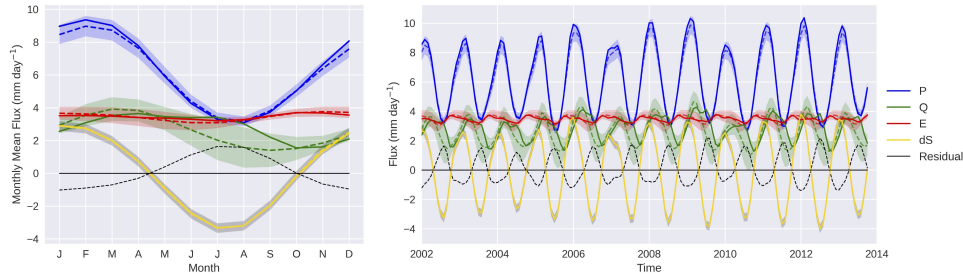 Monthly Mean Flux (mm day⁻¹)
10
8
6
4
2
0
−2
−4
J F M A M J J A S O N D
Month
Flux (mm day⁻¹)
10
8
6
4
2
0
−2
−4
2002 2004 2006 2008 2010 2012 2014
Time
P
Q
E
dS
Residual